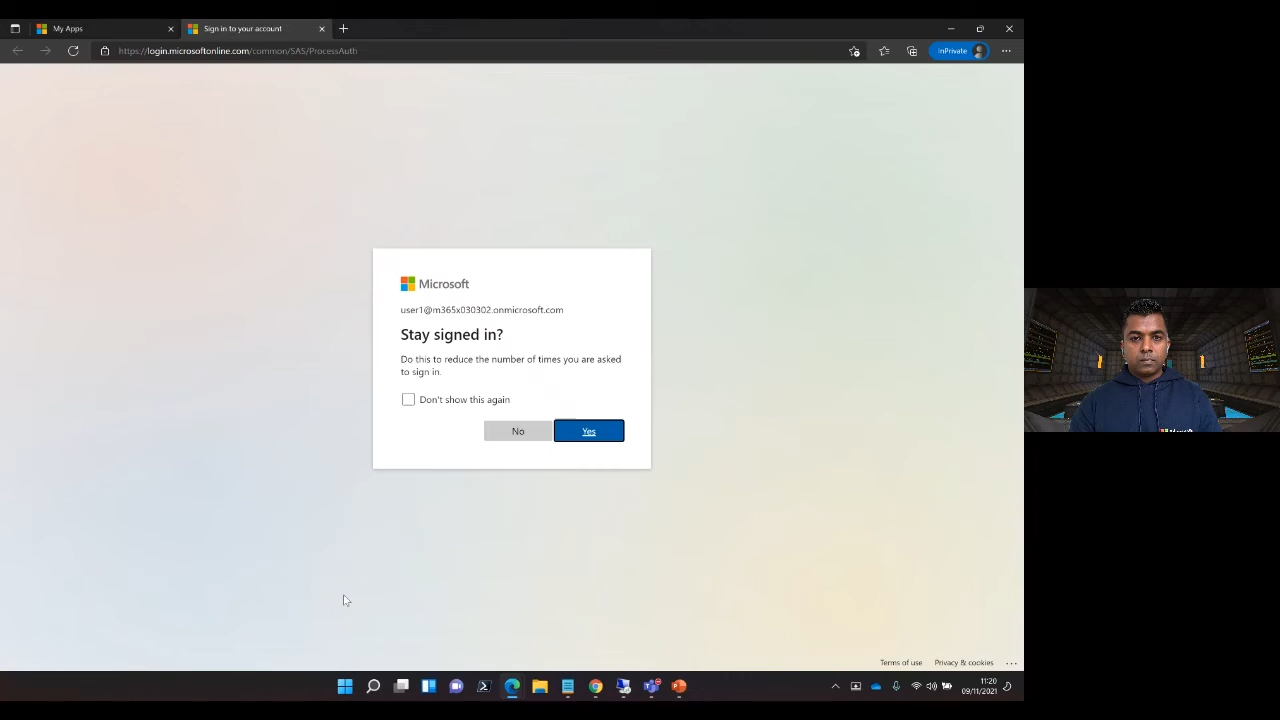 My Apps
Sign in to your account
https://login.microsoftonline.com/common/SAS/ProcessAuth
InPrivate
Microsoft
user1@m365x030302.onmicrosoft.com
Stay signed in?
Do this to reduce the number of times you are asked
to sign in.
Don't show this again
No
Yes
Terms of use
Privacy & cookies
11:20
09/11/2021